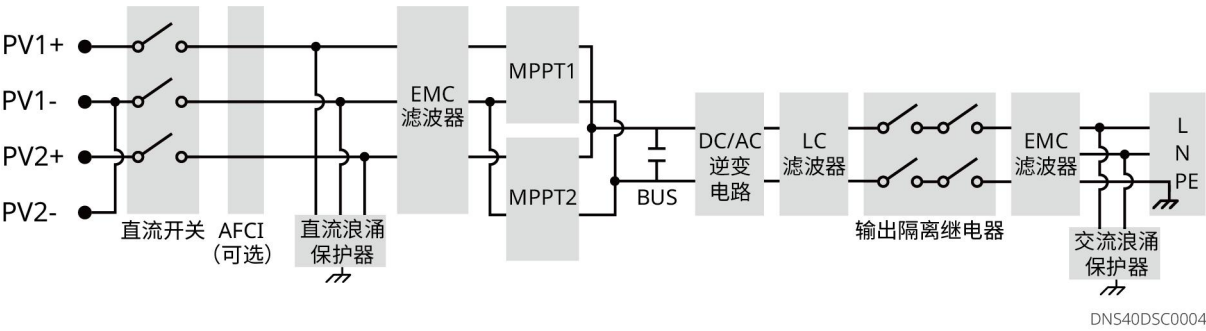 PV1+
PV1-
PV2+
PV2-
直流开关
AFCI
（可选）
直流浪涌
保护器
EMC
滤波器
MPPT1
MPPT2
BUS
DC/AC
逆变
电路
LC
滤波器
输出隔离继电器
EMC
滤波器
L
N
PE
交流浪涌
保护器
DNS40DSC0004